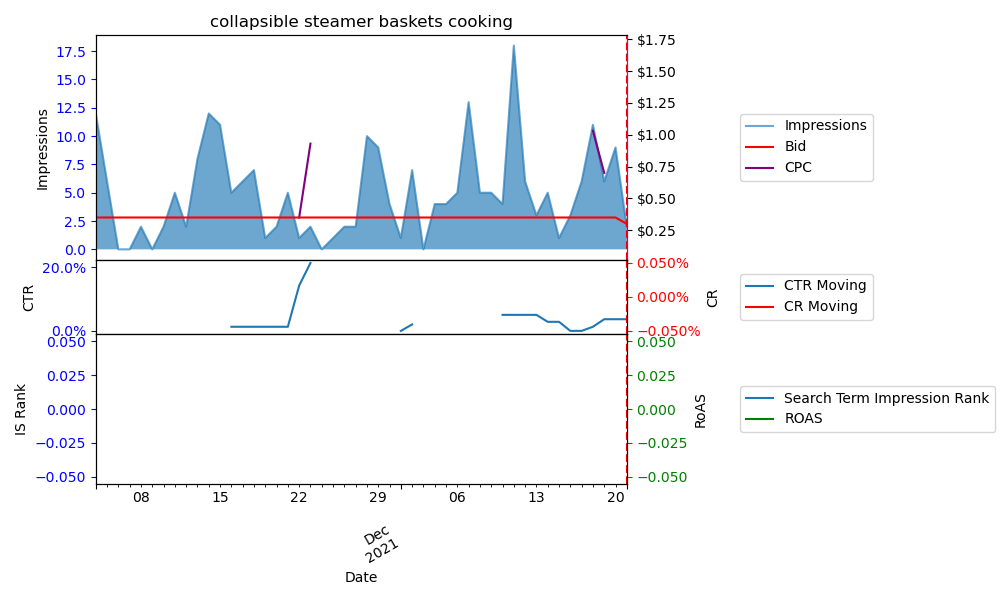 collapsible steamer baskets cooking
Impressions
17.5
15.0
12.5
10.0
7.5
5.0
2.5
0.0
$1.75
$1.50
$1.25
$1.00
$0.75
$0.50
$0.25
Impressions
Bid
CPC
CTR
20.0%
0.0%
0.050%
0.000%
−0.050%
CR
CTR Moving
CR Moving
IS Rank
0.050
0.025
0.000
−0.025
−0.050
0.050
0.025
0.000
−0.025
−0.050
RoAS
Search Term Impression Rank
ROAS
08 15 22 29 06 13 20
Dec
2021
Date